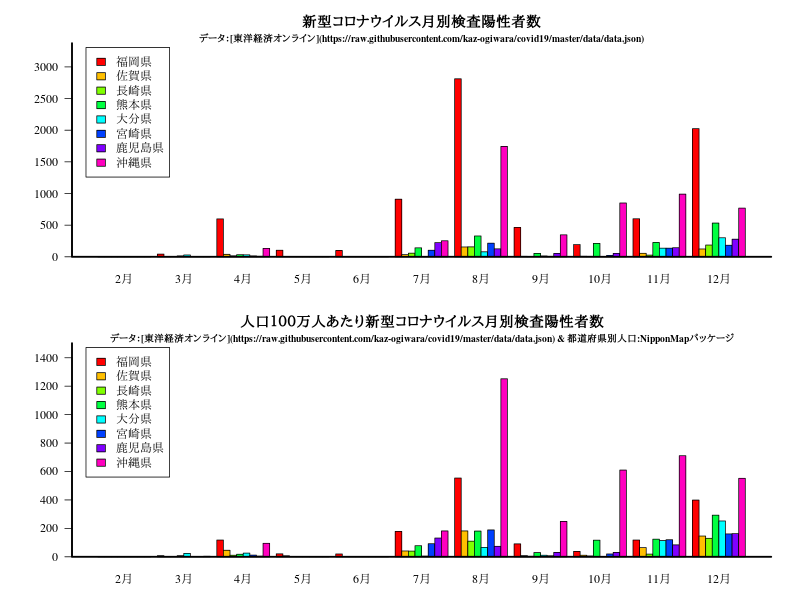 新型コロナウイルス月別検査陽性者数
データ:[東洋経済オンライン](https://raw.githubusercontent.com/kaz-ogiwara/covid19/master/data/data.json)
福岡県
佐賀県
長崎県
熊本県
大分県
宮崎県
鹿児島県
沖縄県
3000
2500
2000
1500
1000
500
0
2月 3月 4月 5月 6月 7月 8月 9月 10月 11月 12月
人口100万人あたり新型コロナウイルス月別検査陽性者数
データ:[東洋経済オンライン](https://raw.githubusercontent.com/kaz-ogiwara/covid19/master/data/data.json) & 都道府県別人口:NipponMapパッケージ
福岡県
佐賀県
長崎県
熊本県
大分県
宮崎県
鹿児島県
沖縄県
1400
1200
1000
800
600
400
200
0
2月 3月 4月 5月 6月 7月 8月 9月 10月 11月 12月